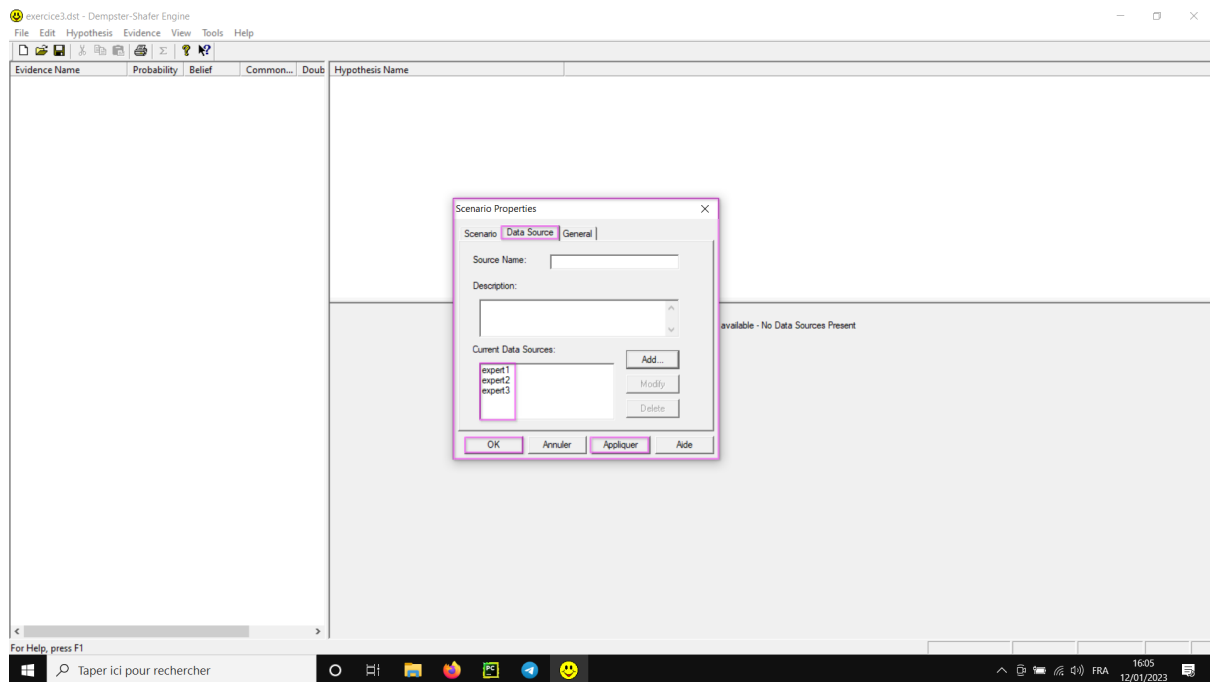 exercice3.dst - Dempster-Shafer Engine
File Edit Hypothesis Evidence View Tools Help
Evidence Name Probability Belief Common... Doub Hypothesis Name
Scenario Properties
Scenario Data Source General
Source Name:
Description:
available - No Data Sources Present
Current Data Sources:
Add...
expert1
expert2
Modify
expert3
Delete
OK Annuler Appliquer Aide
For Help, press F1
Taper ici pour rechercher
FRA
16:05
12/01/2023